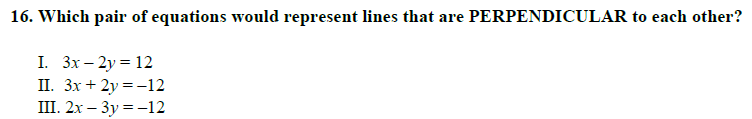 16. Which pair of equations would represent lines that are PERPENDICULAR to each other?
I. 3x – 2y = 12
II. 3x + 2y = –12
III. 2x – 3y = –12